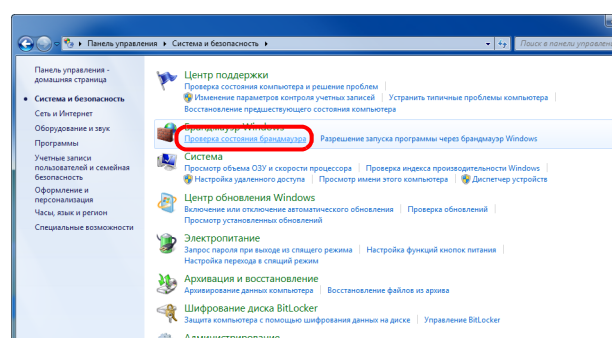 Панель управления ▸ Система и безопасность ▸
Поиск в панели управлени
Панель управления -
домашняя страница
Система и безопасность
Сеть и Интернет
Оборудование и звук
Программы
Учетные записи
пользователей и семейная
безопасность
Оформление и
персонализация
Часы, язык и регион
Специальные возможности
Центр поддержки
Проверка состояния компьютера и решение проблем
Изменение параметров контроля учетных записей Устранить типичные проблемы компьютера
Восстановление предшествующего состояния компьютера
Брандмауэр Windows
Проверка состояния брандмауэра Разрешение запуска программы через брандмауэр Windows
Система
Просмотр объема ОЗУ и скорости процессора Проверка индекса производительности Windows
Настройка удаленного доступа Просмотр имени этого компьютера Диспетчер устройств
Центр обновления Windows
Включение или отключение автоматического обновления Проверка обновлений
Просмотр установленных обновлений
Электропитание
Запрос пароля при выходе из спящего режима Настройка функций кнопок питания
Настройка перехода в спящий режим
Архивация и восстановление
Архивирование данных компьютера Восстановление файлов из архива
Шифрование диска BitLocker
Защита компьютера с помощью шифрования данных на диске Управление BitLocker
Администрирование